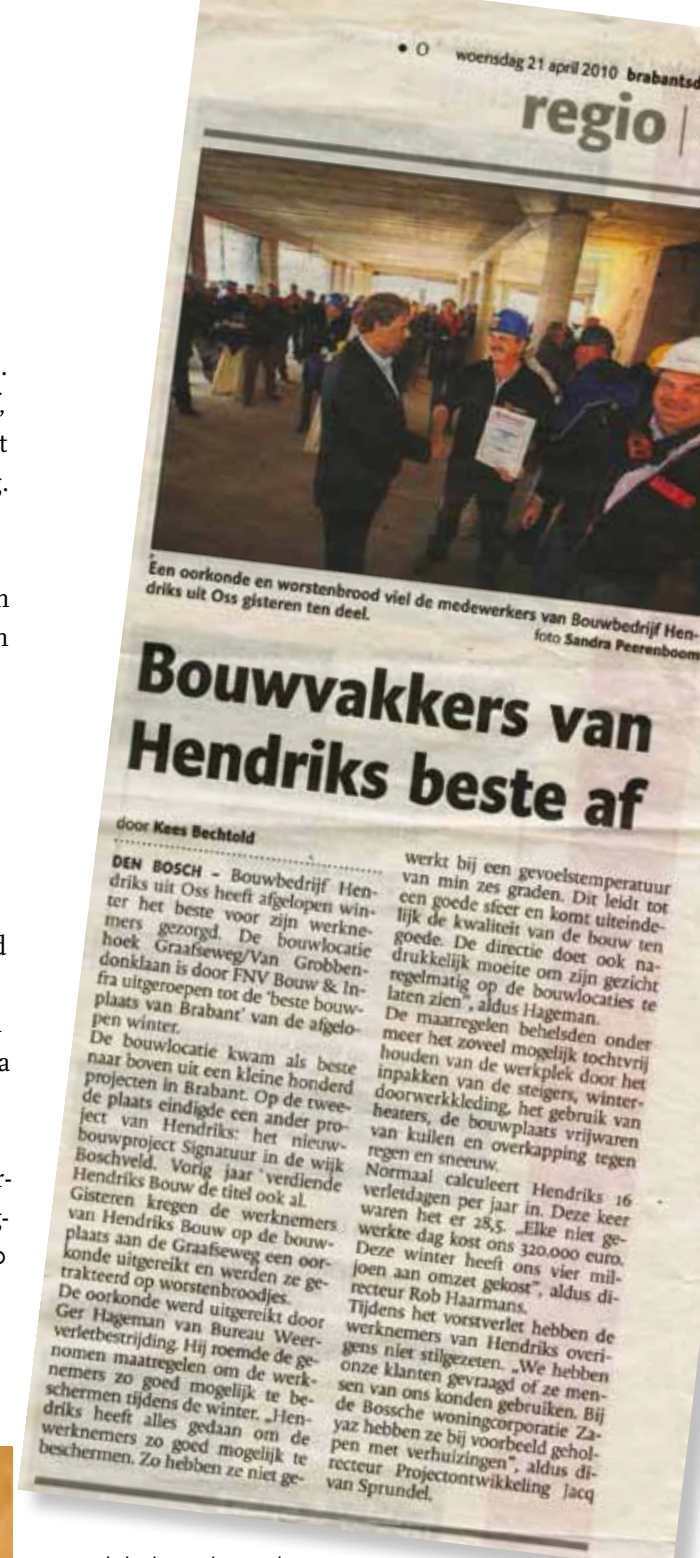 • O woensdag 21 april 2010 brabantsd
regio |
Een oorkonde en worstenbrood viel de medewerkers van Bouwbedrijf Hen-
driks uit Oss gisteren ten deel.
foto Sandra Peerenboom
Bouwvakkers van
Hendriks beste af
door Kees Bechtold
DEN BOSCH – Bouwbedrijf Hen-
driks uit Oss heeft afgelopen win-
ter het beste voor zijn werkne-
mers gezorgd. De bouwlocatie
hoek Graafseweg/Van Grobben-
donklaan is door FNV Bouw & In-
fra uitgeroepen tot de 'beste bouw-
plaats van Brabant' van de afgelo-
pen winter.
De bouwlocatie kwam als beste
naar boven uit een kleine honderd
projecten in Brabant. Op de twee-
de plaats eindigde een ander pro-
ject van Hendriks: het nieuw-
bouwproject Signatuur in de wijk
Boschveld. Vorig jaar verdiende
Hendriks Bouw de titel ook al.
Gisteren kregen de werknemers
van Hendriks Bouw op de bouw-
plaats aan de Graafseweg een oor-
konde uitgereikt en werden ze ge-
trakteerd op worstenbroodjes.
De oorkonde werd uitgereikt door
Ger Hageman van Bureau Weer-
verletbestrijding. Hij roemde de ge-
nomen maatregelen om de werk-
nemers zo goed mogelijk te be-
schermen tijdens de winter. „Hen-
driks heeft alles gedaan om de
werknemers zo goed mogelijk te
beschermen. Zo hebben ze niet ge-
werkt bij een gevoelstemperatuur
van min zes graden. Dit leidt tot
een goede sfeer en komt uiteinde-
lijk de kwaliteit van de bouw ten
goede. De directie doet ook na-
drukkelijk moeite om zijn gezicht
regelmatig op de bouwlocaties te
laten zien", aldus Hageman.
De maatregelen behelsden onder
meer het zoveel mogelijk tochtvrij
houden van de werkplek door het
inpakken van de steigers, winter-
doorwerkkleding, het gebruik van
heaters, de bouwplaats vrijwaren
van kuilen en overkapping tegen
regen en sneeuw.
Normaal calculeert Hendriks 16
verletdagen per jaar in. Deze keer
waren het er 28,5. „Elke niet ge-
werkte dag kost ons 320.000 euro.
Deze winter heeft ons vier mil-
joen aan omzet gekost", aldus di-
recteur Rob Haarmans.
Tijdens het vorstverlet hebben de
werknemers van Hendriks overi-
gens niet stilgezeten. „We hebben
onze klanten gevraagd of ze men-
sen van ons konden gebruiken. Bij
de Bossche woningcorporatie Za-
yaz hebben ze bij voorbeeld gehol-
pen met verhuizingen", aldus di-
recteur Projectontwikkeling Jacq
van Sprundel.